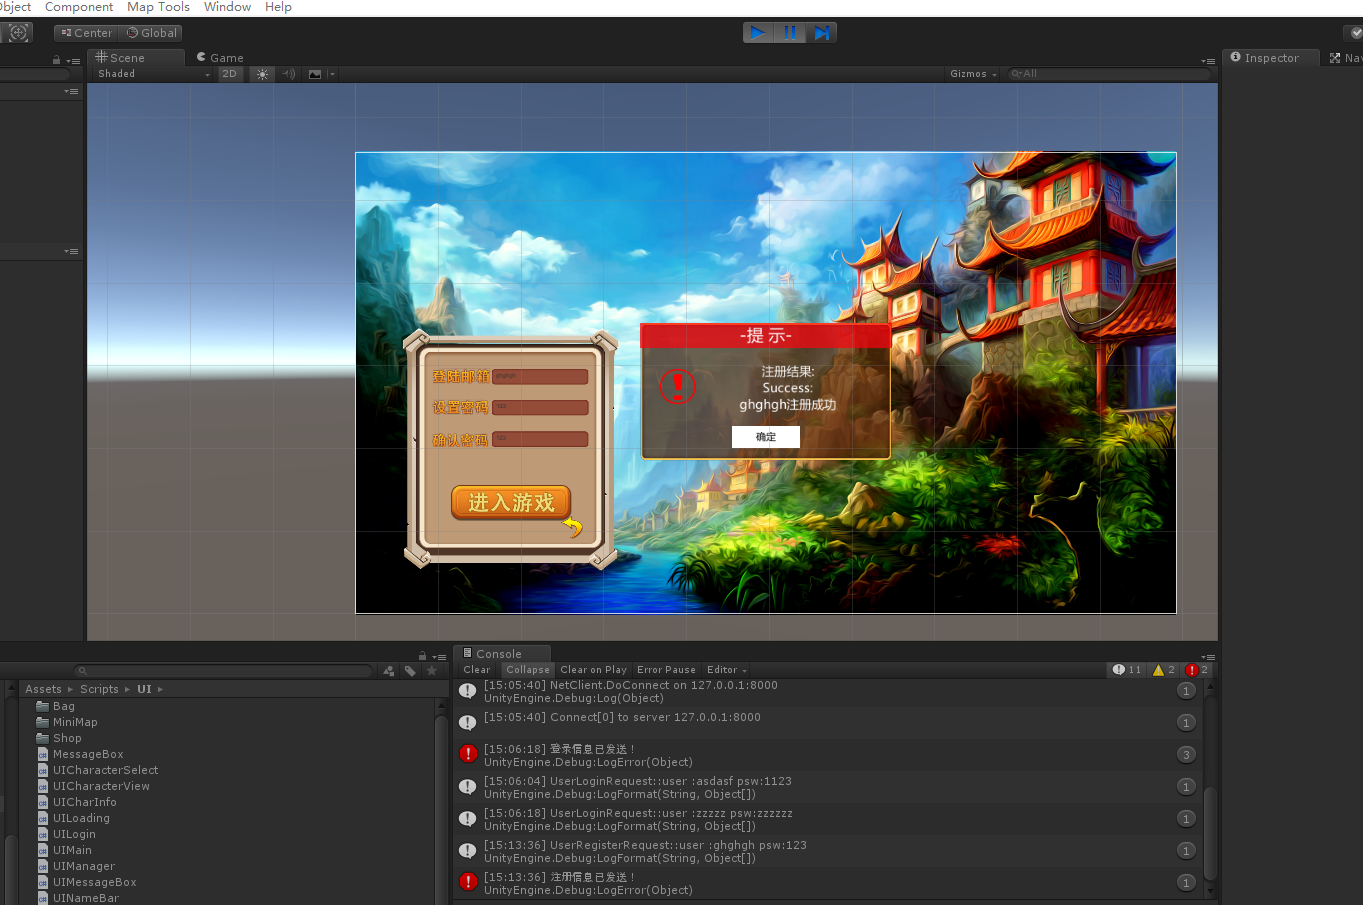 Object Component Map Tools Window Help
Center Global
Scene Game
Inspector Nav
Shaded 2D Gizmos All
-提 示-
注册结果:
Success:
ghghgh注册成功
确定
登陆邮箱 ghghgh
设置密码 123
确认密码 123
进入游戏
Console
Clear Collapse Clear on Play Error Pause Editor 11 2 2
Assets Scripts UI
Bag
MiniMap
Shop
MessageBox
UICharacterSelect
UICharacterView
UICharInfo
UILoading
UILogin
UIMain
UIManager
UIMessageBox
UINameBar
[15:05:40] NetClient.DoConnect on 127.0.0.1:8000
UnityEngine.Debug:Log(Object)
1
[15:05:40] Connect[0] to server 127.0.0.1:8000
1
[15:06:18] 登录信息已发送！
UnityEngine.Debug:LogError(Object)
3
[15:06:04] UserLoginRequest::user :asdasf psw:1123
UnityEngine.Debug:LogFormat(String, Object[])
1
[15:06:18] UserLoginRequest::user :zzzzz psw:zzzzzz
UnityEngine.Debug:LogFormat(String, Object[])
1
[15:13:36] UserRegisterRequest::user :ghghgh psw:123
UnityEngine.Debug:LogFormat(String, Object[])
1
[15:13:36] 注册信息已发送！
UnityEngine.Debug:LogError(Object)
1